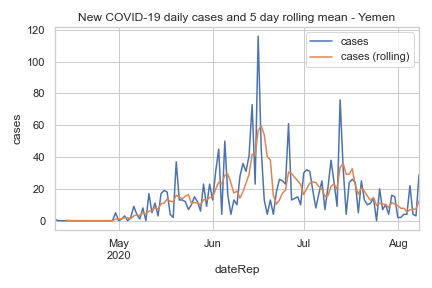 New COVID-19 daily cases and 5 day rolling mean - Yemen
cases
cases (rolling)
120
100
80
60
40
20
0
cases
May
2020
Jun
Jul
Aug
dateRep